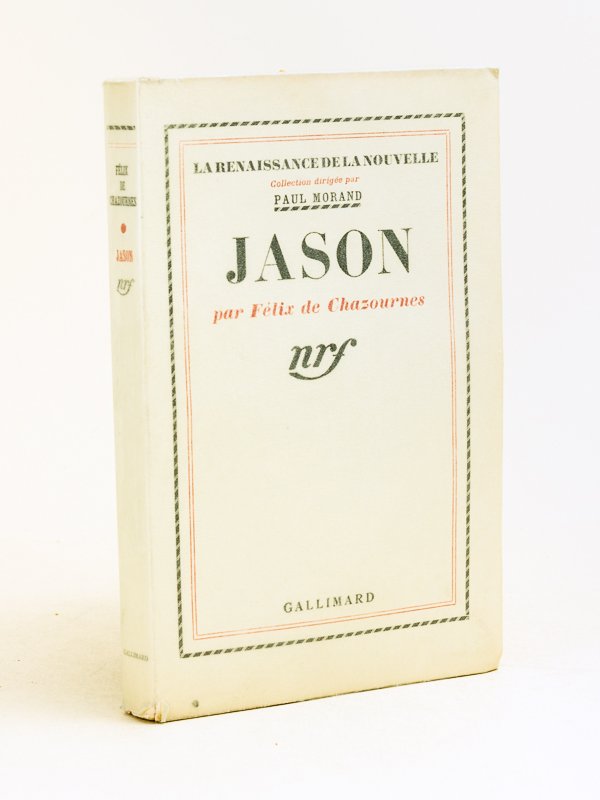 LA RENAISSANCE DE LA NOUVELLE
Collection dirigée par
PAUL MORAND
JASON
par Félix de Chazournes
nrf
GALLIMARD
FÉLIX
DE
CHAZOURNES
JASON
nrf
GALLIMARD